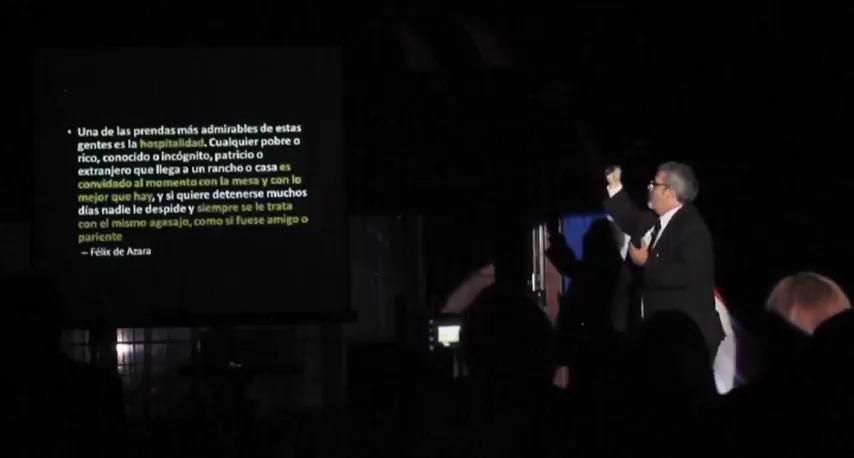 • Una de las prendas más admirables de estas
gentes es la hospitalidad. Cualquier pobre o
rico, conocido o incógnito, patricio o
extranjero que llega a un rancho o casa es
convidado al momento con la mesa y con lo
mejor que hay, y si quiere detenerse muchos
días nadie le despide y siempre se le trata
con el mismo agasajo, como si fuese amigo o
pariente
– Félix de Azara